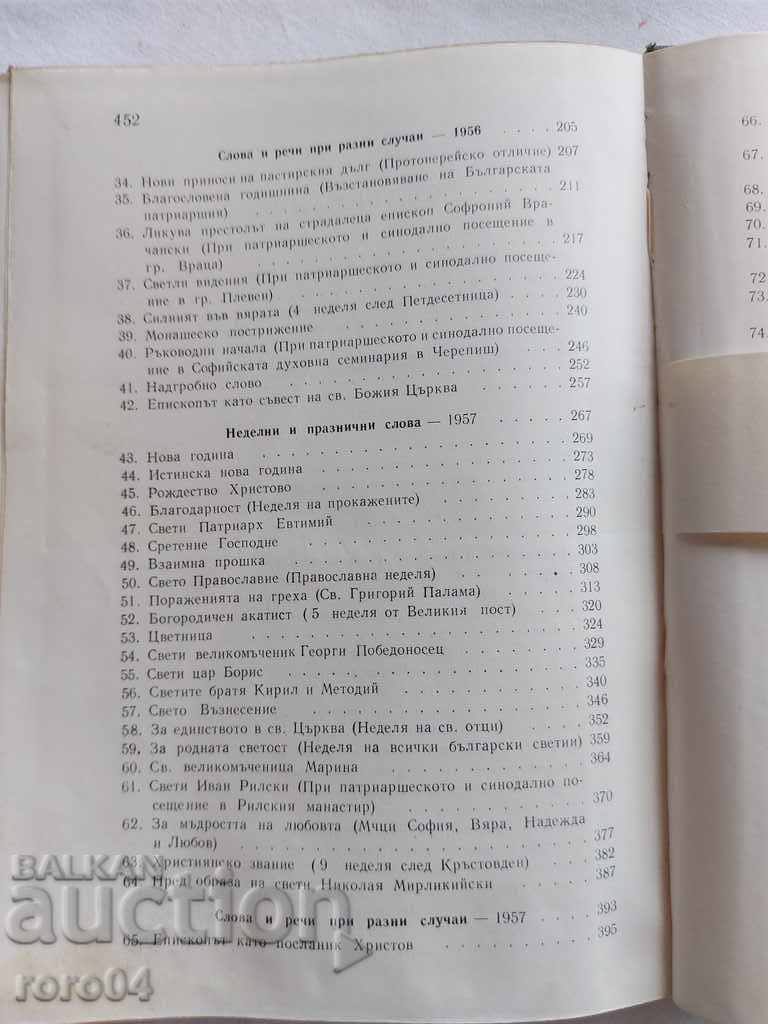 452
Слова и речи при разни случаи — 1956 . . . . 205
34. Нови приноси на пастирския дълг (Протоиерейско отличие) 207
35. Благословена годишнина (Възстановяване на Българската
патриаршия) . . . . . . . . . . . . . . . 211
36. Ликува престолът на страдалеца епископ Софроний Вра-
чански (При патриаршеското и синодално посещение в
гр. Враца) . . . . . . . . . . . . . . . 217
37. Светли видения (При патриаршеското и синодално посеще-
ние в гр. Плевен) . . . . . . . . . . . . . 224
38. Силният във вярата (4 неделя след Петдесетница) . . . . 230
39. Монашеско пострижение . . . . . . . . . . . 240
40. Ръководни начала (При патриаршеското и синодално посеще-
ние в Софийската духовна семинария в Черепиш) . . . 246
41. Надгробно слово . . . . . . . . . . . . . 252
42. Епископът като съвест на св. Божия Църква . . . . . 257
Неделни и празнични слова — 1957 . . . . . 267
43. Нова година . . . . . . . . . . . . . . . 269
44. Истинска нова година . . . . . . . . . . . . 273
45. Рождество Христово . . . . . . . . . . . . 278
46. Благодарност (Неделя на прокажените) . . . . . . . 283
47. Свети Патриарх Евтимий . . . . . . . . . . 290
48. Сретение Господне . . . . . . . . . . . . 298
49. Взаимна прошка . . . . . . . . . . . . . 303
50. Свето Православие (Православна неделя) . . . . . . 308
51. Пораженията на греха (Св. Григорий Палама) . . . . . 313
52. Богородичен акатист (5 неделя от Великия пост) . . . 320
53. Цветница . . . . . . . . . . . . . . . . 324
54. Свети великомъченик Георги Победоносец . . . . . . 329
55. Свети цар Борис . . . . . . . . . . . . . 335
56. Светите братя Кирил и Методий . . . . . . . . . 340
57. Свето Възнесение . . . . . . . . . . . . . 346
58. За единството в св. Църква (Неделя на св. отци) . . . . 352
59. За родната светост (Неделя на всички български светии) 359
60. Св. великомъченица Марина . . . . . . . . . . 364
61. Свети Иван Рилски (При патриаршеското и синодално по-
сещение в Рилския манастир) . . . . . . . . . . 370
62. За мъдростта на любовта (Мчци София, Вяра, Надежда
и Любов) . . . . . . . . . . . . . . . . 377
63. Християнско звание (9 неделя след Кръстовден) . . . . 382
64. Пред образа на свети Николая Мирликийски . . . . . 387
Слова и речи при разни случаи — 1957 . . . . 393
65. Епископът като посланик Христов . . . . . . . . 395
66.
67.
68.
69.
70.
71.
72
73.
74.
BALKAN
auction
roro04